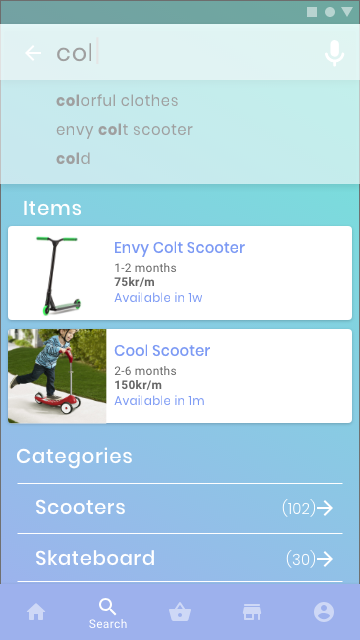 col
colorful clothes
envy colt scooter
cold
Items
Envy Colt Scooter
1-2 months
75kr/m
Available in 1w
Cool Scooter
2-6 months
150kr/m
Available in 1m
Categories
Scooters (102)
Skateboard (30)
Search